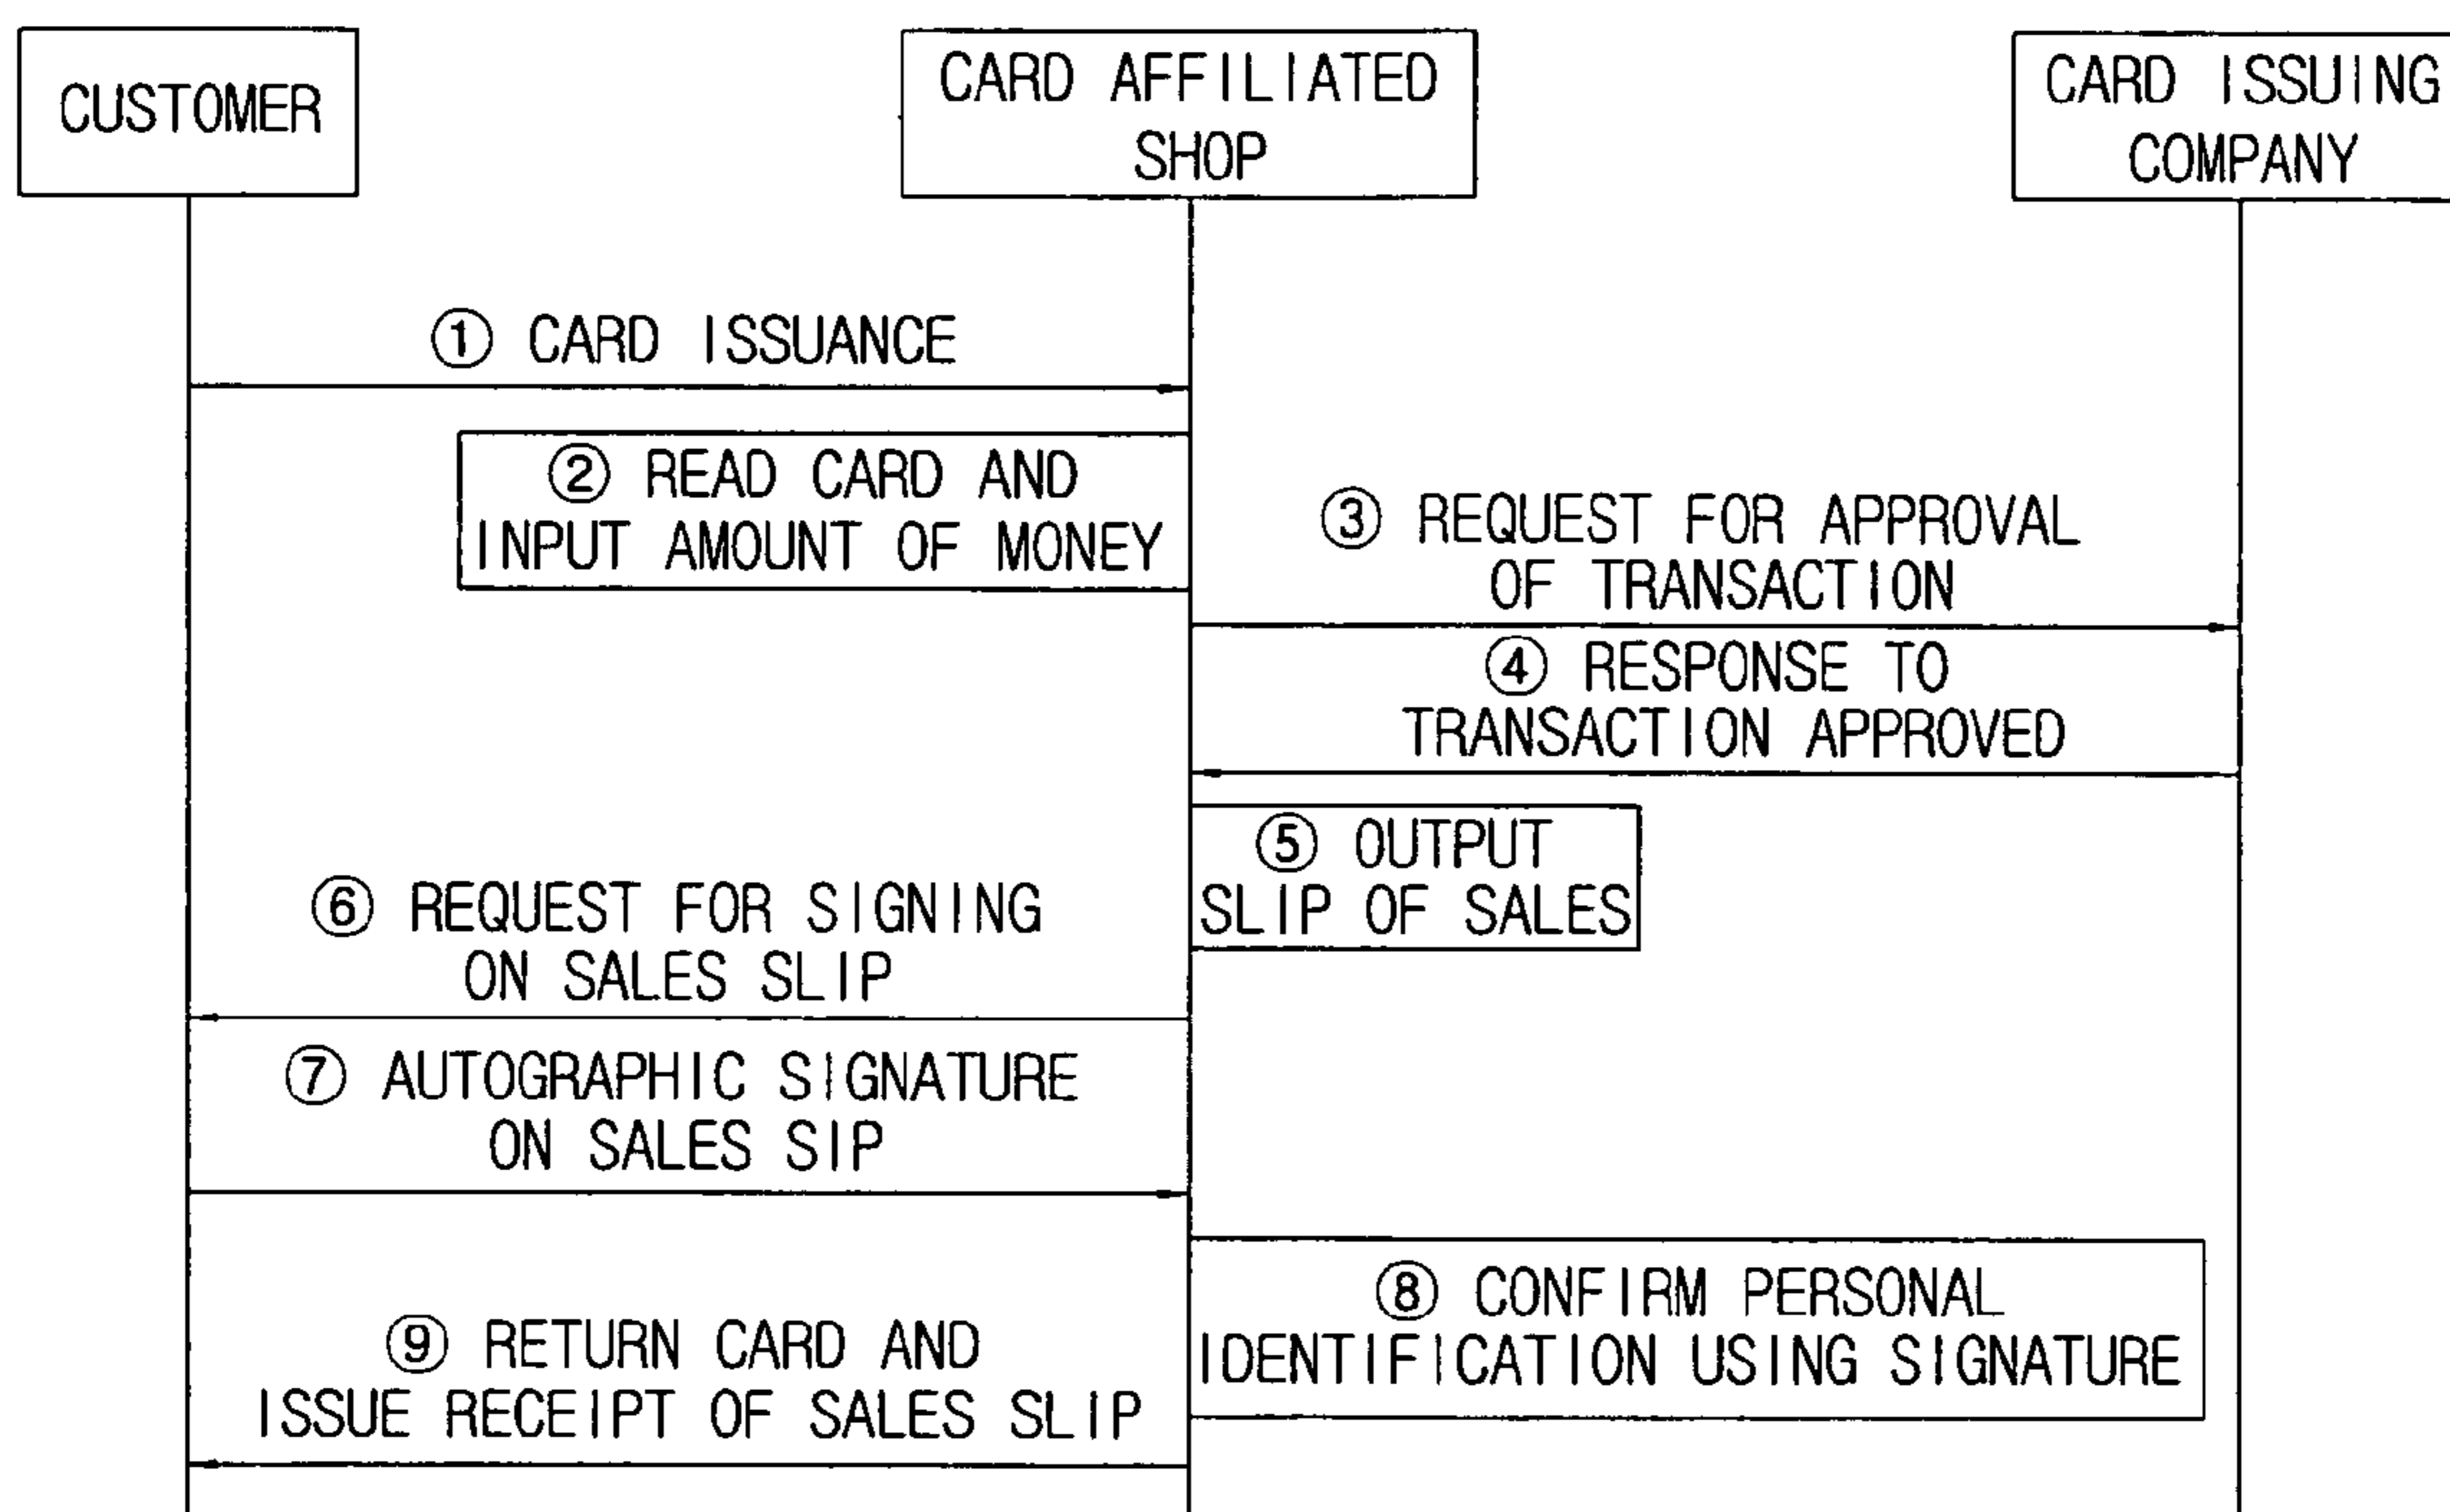 CUSTOMER
CARD AFFILIATED
SHOP
CARD ISSUING
COMPANY
① CARD ISSUANCE
② READ CARD AND
INPUT AMOUNT OF MONEY
③ REQUEST FOR APPROVAL
OF TRANSACTION
④ RESPONSE TO
TRANSACTION APPROVED
⑤ OUTPUT
SLIP OF SALES
⑥ REQUEST FOR SIGNING
ON SALES SLIP
⑦ AUTOGRAPHIC SIGNATURE
ON SALES SIP
⑧ CONFIRM PERSONAL
IDENTIFICATION USING SIGNATURE
⑨ RETURN CARD AND
ISSUE RECEIPT OF SALES SLIP